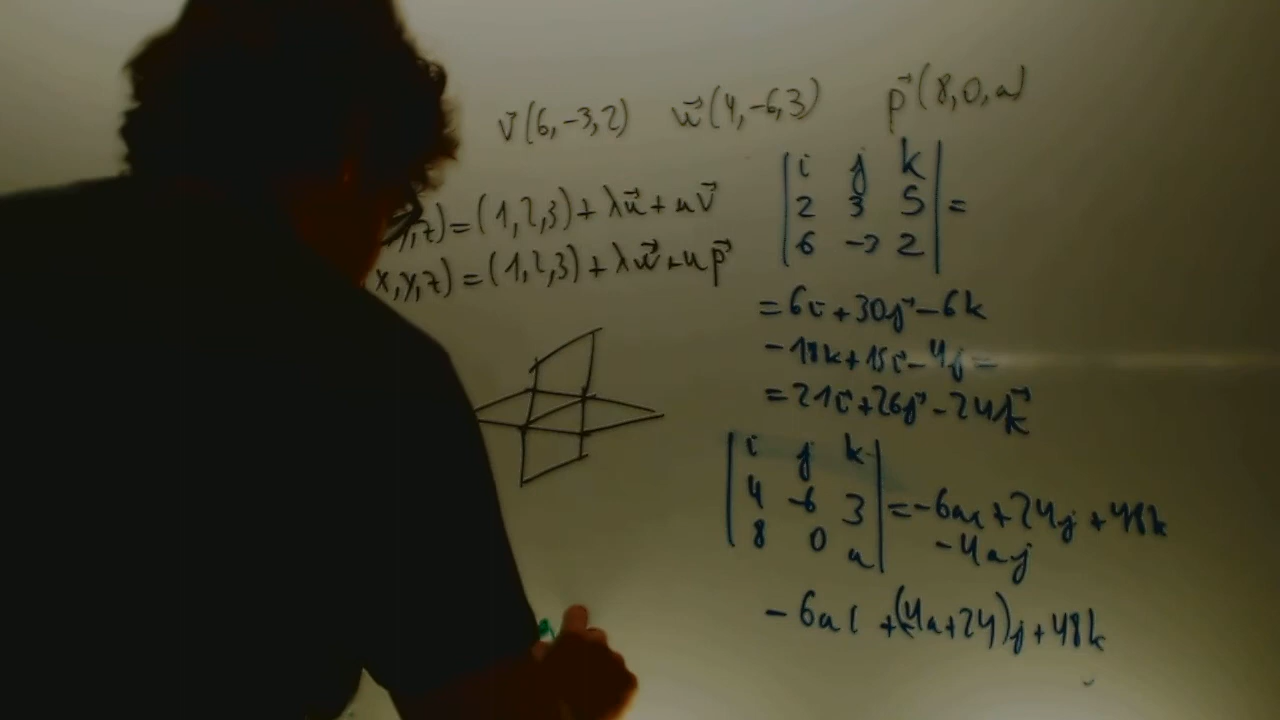 v⃗(6,-3,2) w⃗(4,-6,3) p⃗(8,0,a)
,z)=(1,2,3)+λu⃗+μv⃗
x,y,z)=(1,2,3)+λw⃗+μp⃗
|i j k|
|2 3 5|=
|6 -3 2|
=6i+30j⃗-6k
-18k+15i-4j=
=21i⃗+26j⃗-24k⃗
|i j k|
|4 -6 3|=-6ai+24j+48k
|8 0 a| -4aj
-6ai+(4a+24)j+48k